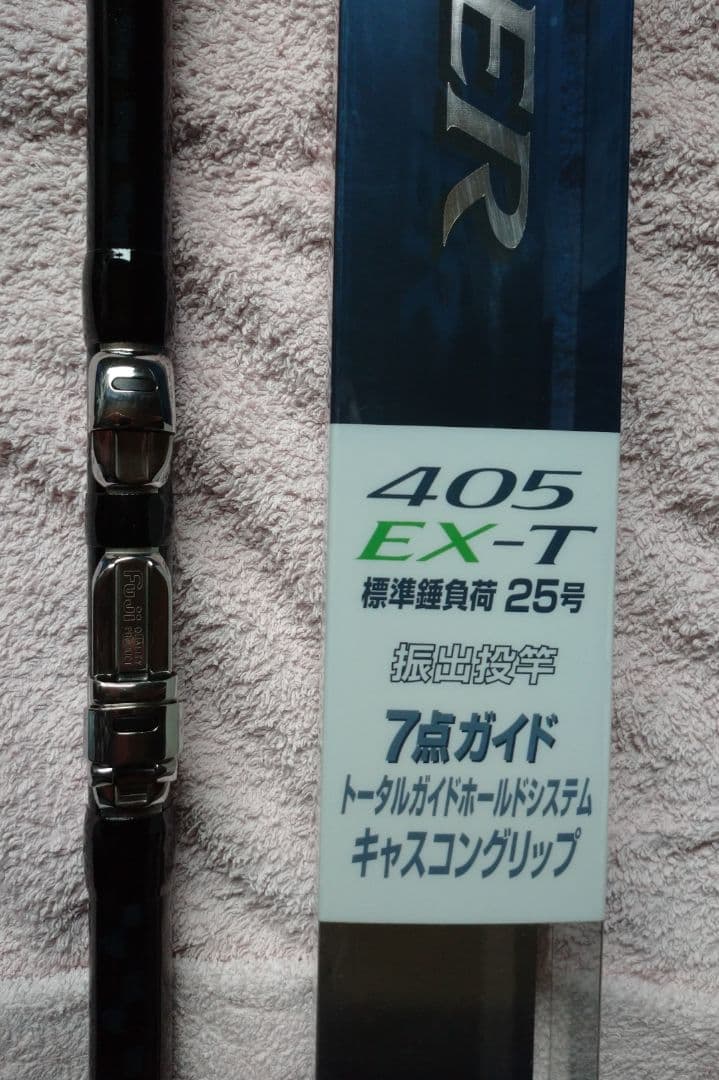 ER
405
EX-T
標準錘負荷 25号
振出投竿
7点ガイド
トータルガイドホールドシステム
キャスコングリップ
Fuji
QUALITY